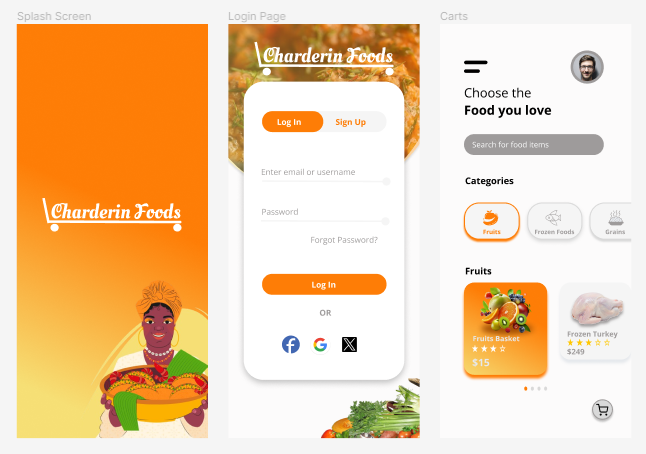 Splash Screen
Charderin Foods
Login Page
Charderin Foods
Log In
Sign Up
Enter email or username
Password
Forgot Password?
Log In
OR
Carts
Choose the
Food you love
Search for food items
Categories
Fruits
Frozen Foods
Grains
Fruits
Fruits Basket
$15
Frozen Turkey
$249